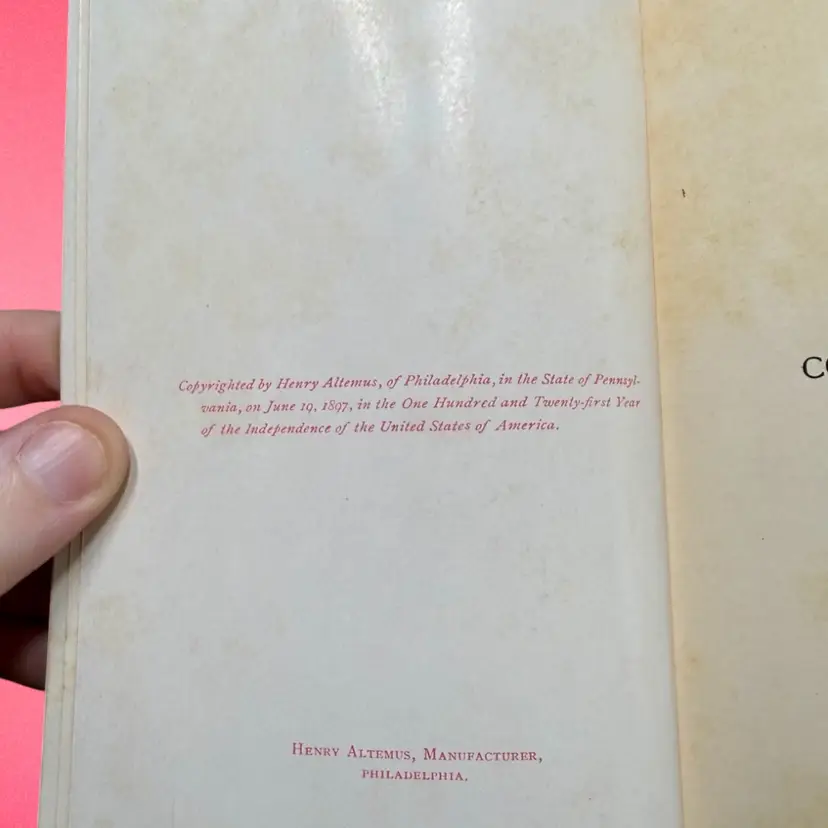 Copyrighted by Henry Altemus, of Philadelphia, in the State of Pennsyl-
vania, on June 19, 1897, in the One Hundred and Twenty-first Year
of the Independence of the United States of America.
HENRY ALTEMUS, MANUFACTURER,
PHILADELPHIA.
CO